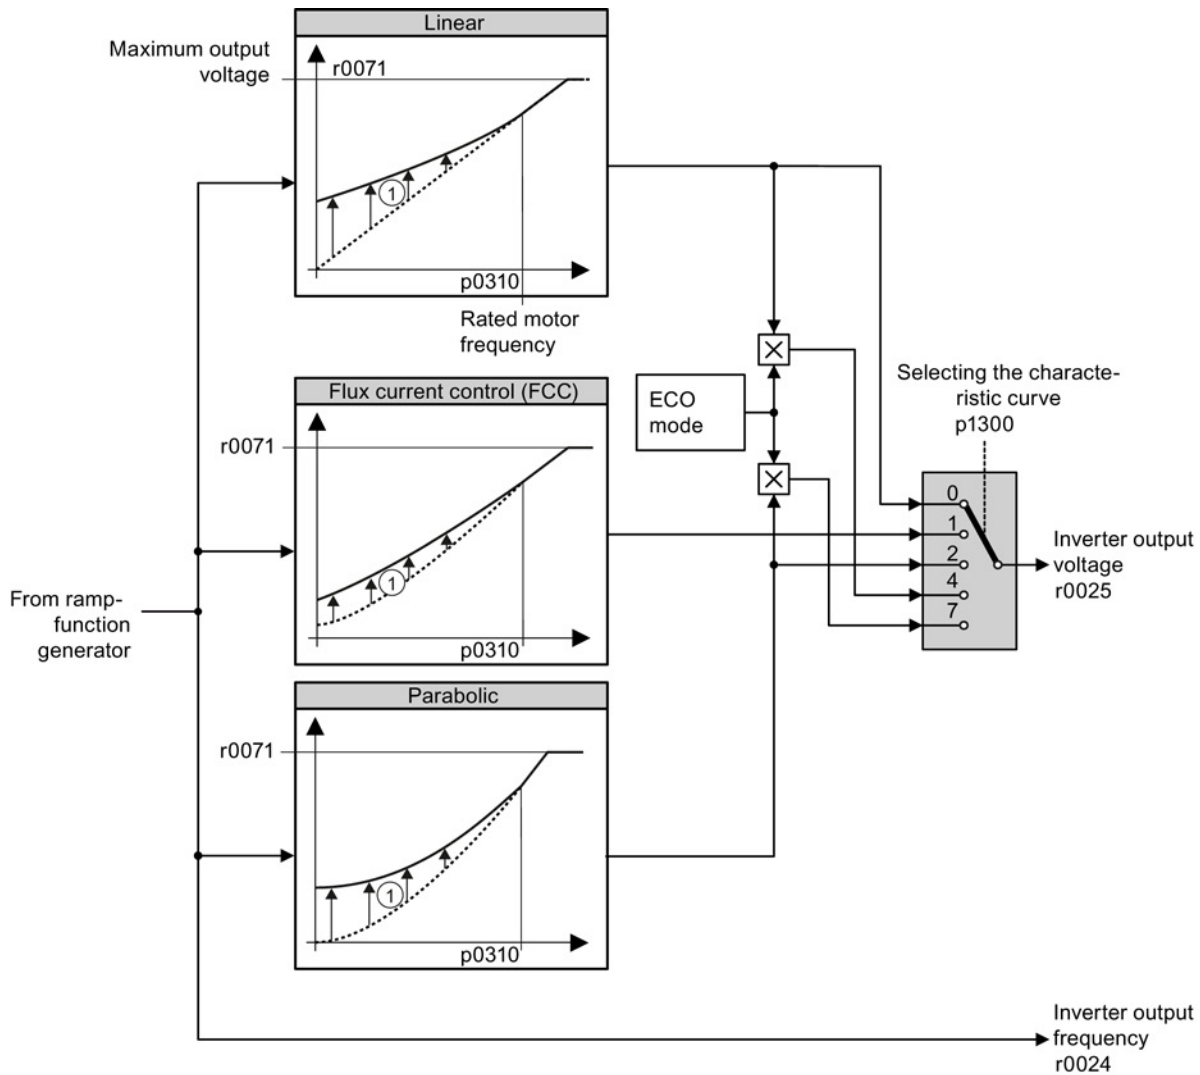 Linear
Maximum output
voltage
r0071
1
p0310
Rated motor
frequency
Flux current control (FCC)
r0071
1
p0310
Parabolic
r0071
1
p0310
From ramp-
function
generator
ECO
mode
Selecting the characte-
ristic curve
p1300
0
1
2
4
7
Inverter output
voltage
r0025
Inverter output
frequency
r0024